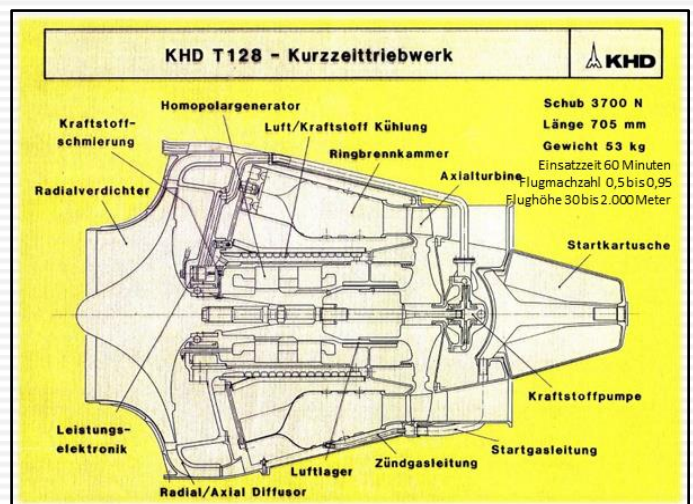 KHD T128 - Kurzzeittriebwerk
KHD
Schub 3700 N
Länge 705 mm
Gewicht 53 kg
Einsatzzeit 60 Minuten
Flugmachzahl 0,5 bis 0,95
Flughöhe 30 bis 2.000 Meter
Homopolargenerator
Kraftstoff-
schmierung
Luft/Kraftstoff Kühlung
Ringbrennkammer
Axialturbine
Radialverdichter
Startkartusche
Kraftstoffpumpe
Leistungs-
elektronik
Startgasleitung
Zündgasleitung
Luftlager
Radial/Axial Diffusor